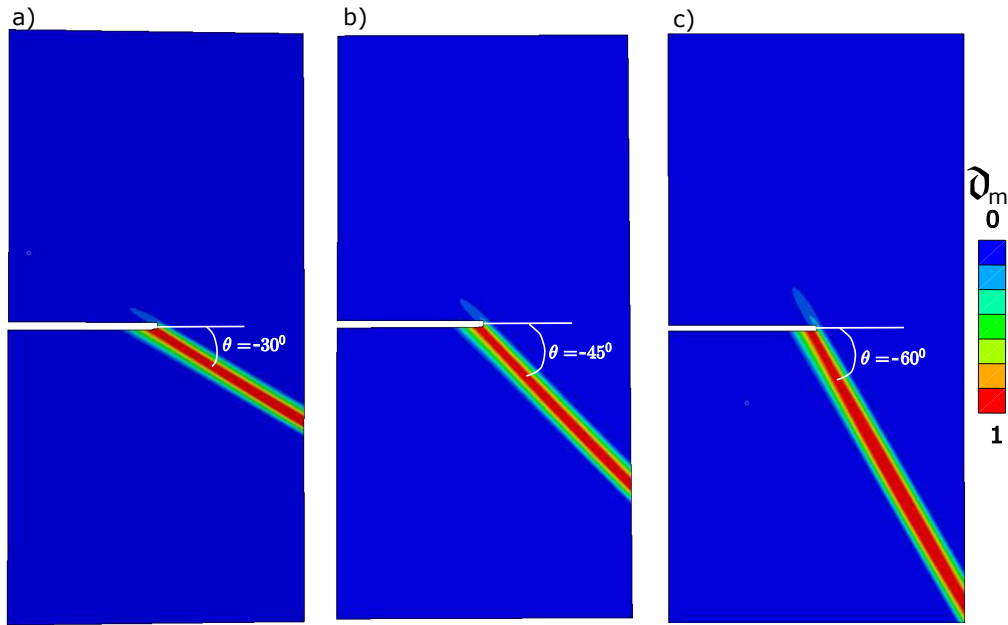 a)
b)
c)
𝔡m
0
θ = -30⁰
θ = -45⁰
θ = -60⁰
1